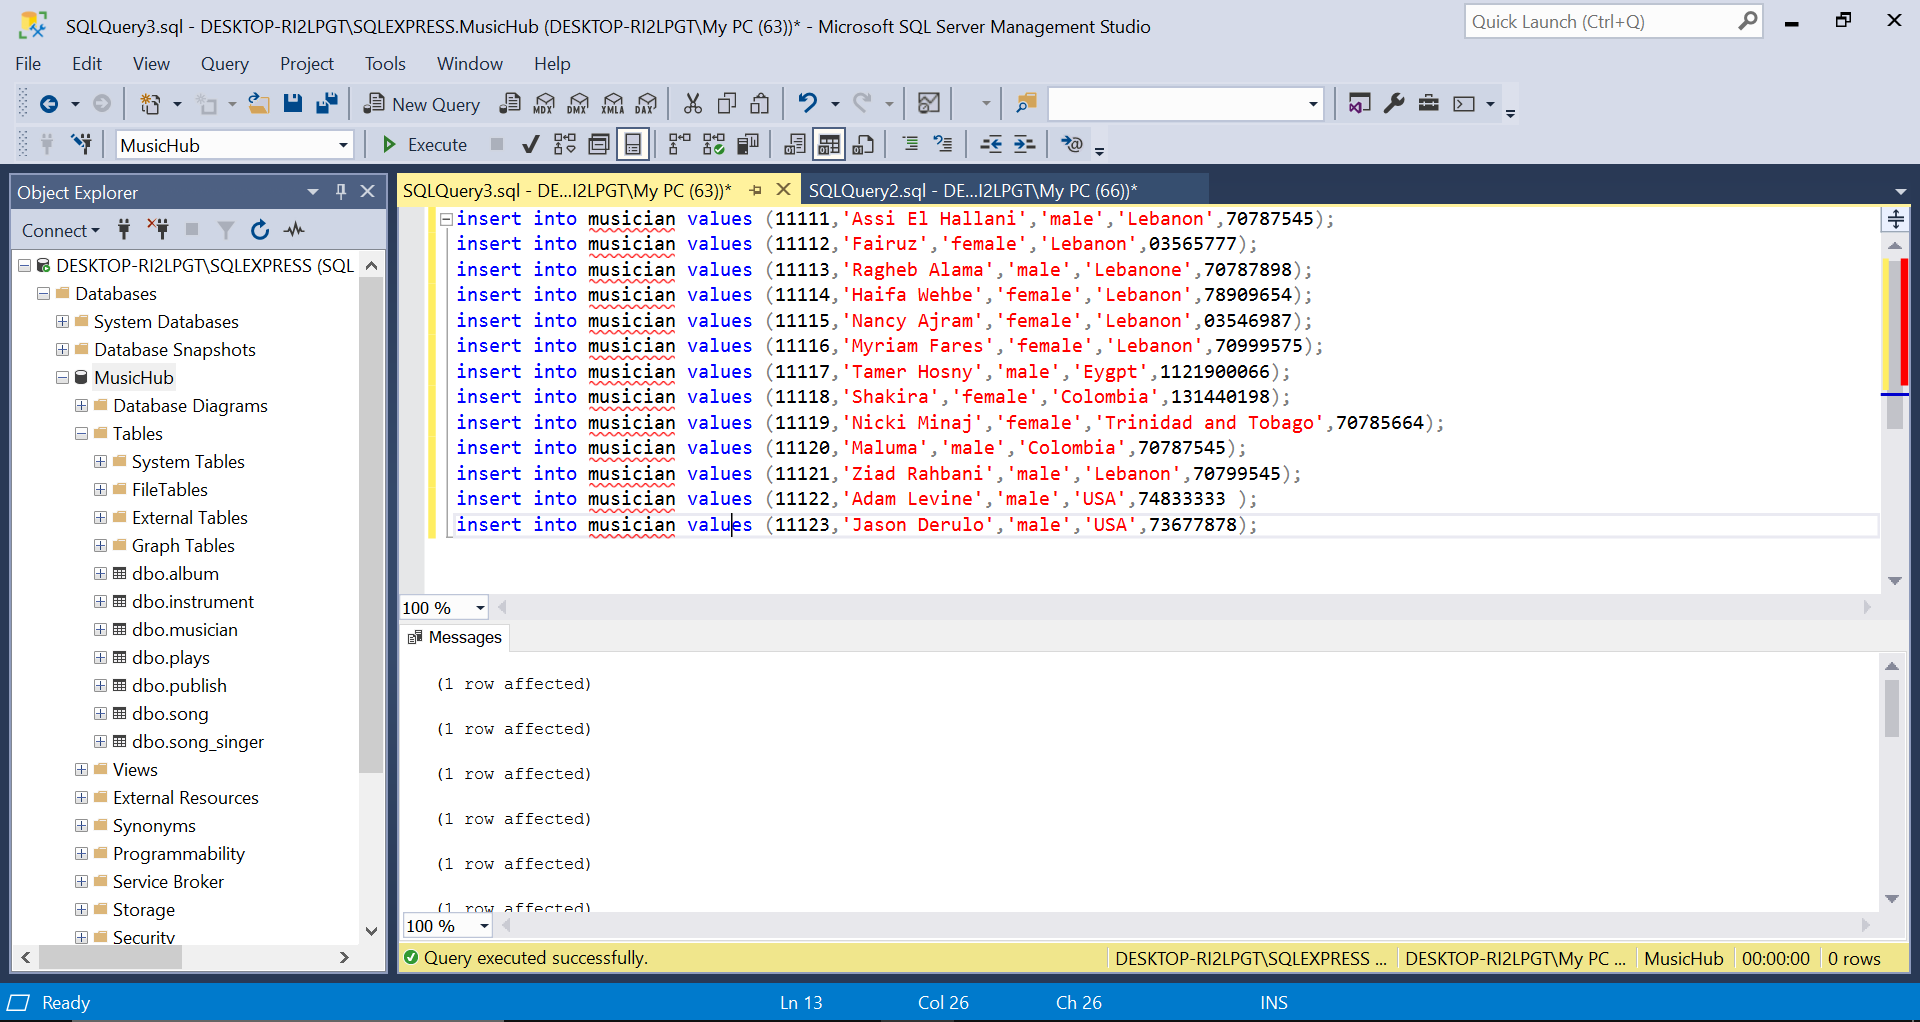 SQLQuery3.sql - DESKTOP-RI2LPGT\SQLEXPRESS.MusicHub (DESKTOP-RI2LPGT\My PC (63))* - Microsoft SQL Server Management Studio
Quick Launch (Ctrl+Q)
File Edit View Query Project Tools Window Help
New Query MDX DMX XMLA DAX
MusicHub Execute
Object Explorer
Connect
DESKTOP-RI2LPGT\SQLEXPRESS (SQL
Databases
System Databases
Database Snapshots
MusicHub
Database Diagrams
Tables
System Tables
FileTables
External Tables
Graph Tables
dbo.album
dbo.instrument
dbo.musician
dbo.plays
dbo.publish
dbo.song
dbo.song_singer
Views
External Resources
Synonyms
Programmability
Service Broker
Storage
Security
SQLQuery3.sql - DE...I2LPGT\My PC (63))* SQLQuery2.sql - DE...I2LPGT\My PC (66))*
insert into musician values (11111,'Assi El Hallani','male','Lebanon',70787545);
insert into musician values (11112,'Fairuz','female','Lebanon',03565777);
insert into musician values (11113,'Ragheb Alama','male','Lebanone',70787898);
insert into musician values (11114,'Haifa Wehbe','female','Lebanon',78909654);
insert into musician values (11115,'Nancy Ajram','female','Lebanon',03546987);
insert into musician values (11116,'Myriam Fares','female','Lebanon',70999575);
insert into musician values (11117,'Tamer Hosny','male','Eygpt',1121900066);
insert into musician values (11118,'Shakira','female','Colombia',131440198);
insert into musician values (11119,'Nicki Minaj','female','Trinidad and Tobago',70785664);
insert into musician values (11120,'Maluma','male','Colombia',70787545);
insert into musician values (11121,'Ziad Rahbani','male','Lebanon',70799545);
insert into musician values (11122,'Adam Levine','male','USA',74833333 );
insert into musician values (11123,'Jason Derulo','male','USA',73677878);
100 %
Messages
(1 row affected)
(1 row affected)
(1 row affected)
(1 row affected)
(1 row affected)
(1 row affected)
100 %
Query executed successfully. DESKTOP-RI2LPGT\SQLEXPRESS ... DESKTOP-RI2LPGT\My PC ... MusicHub 00:00:00 0 rows
Ready Ln 13 Col 26 Ch 26 INS